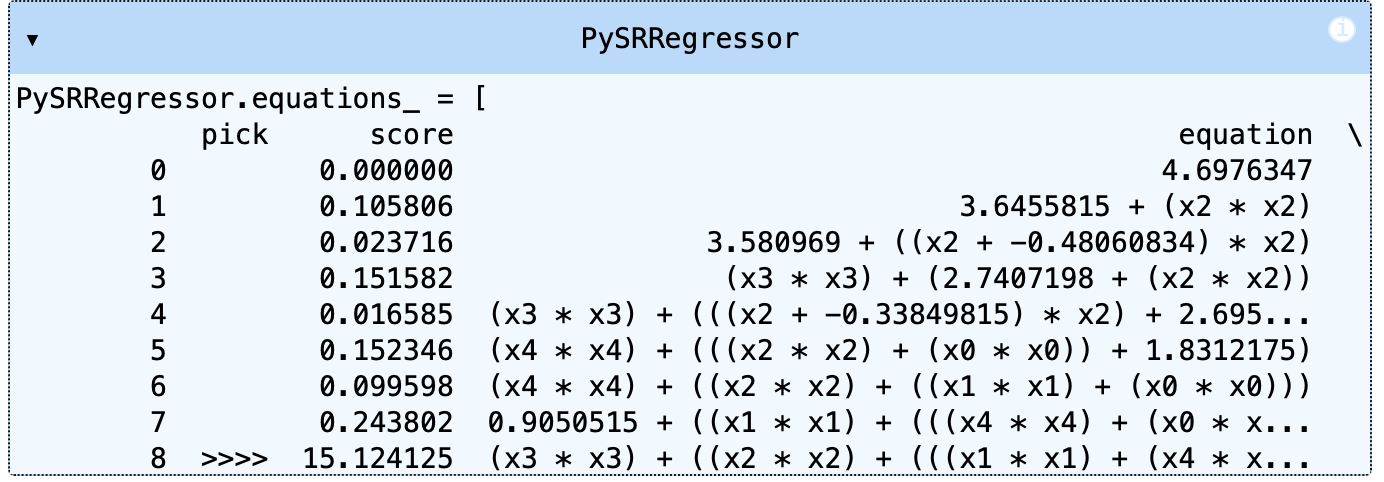 ▼ PySRRegressor i
PySRRegressor.equations_ = [
pick score equation \
0 0.000000 4.6976347
1 0.105806 3.6455815 + (x2 * x2)
2 0.023716 3.580969 + ((x2 + -0.48060834) * x2)
3 0.151582 (x3 * x3) + (2.7407198 + (x2 * x2))
4 0.016585 (x3 * x3) + (((x2 + -0.33849815) * x2) + 2.695...
5 0.152346 (x4 * x4) + (((x2 * x2) + (x0 * x0)) + 1.8312175)
6 0.099598 (x4 * x4) + ((x2 * x2) + ((x1 * x1) + (x0 * x0)))
7 0.243802 0.9050515 + ((x1 * x1) + (((x4 * x4) + (x0 * x...
8 >>>> 15.124125 (x3 * x3) + ((x2 * x2) + (((x1 * x1) + (x4 * x...